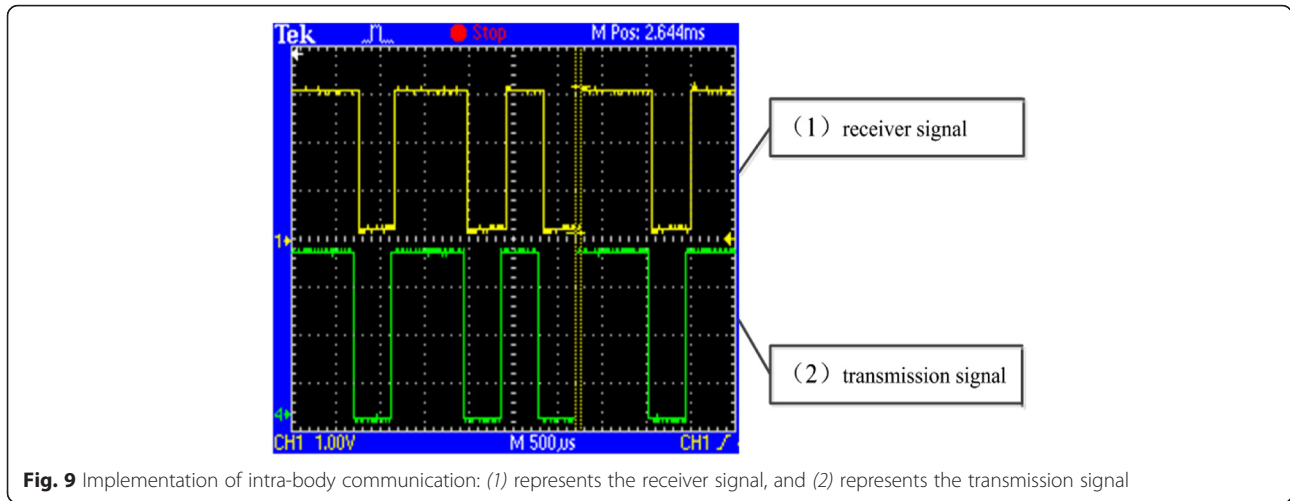 Tek Stop M Pos: 2.644ms
1
4
CH1 1.00V M 500µs CH1
（1）receiver signal
（2）transmission signal
Fig. 9 Implementation of intra-body communication: (1) represents the receiver signal, and (2) represents the transmission signal